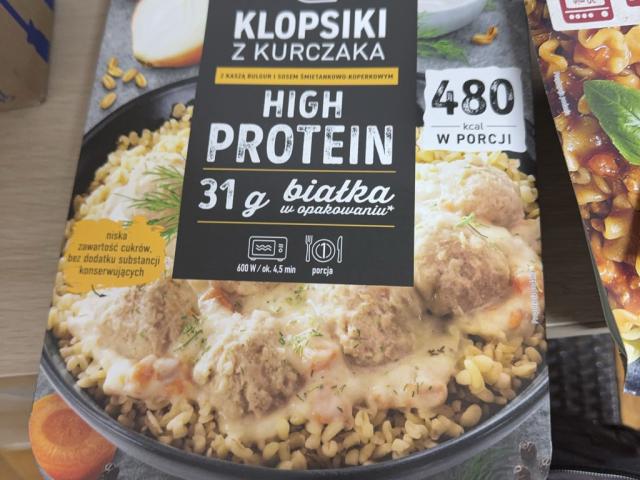 KLOPSIKI
Z KURCZAKA
Z KASZĄ BULGUR I SOSEM ŚMIETANKOWO-KOPERKOWYM
HIGH
PROTEIN
31 g białka
w opakowaniu*
600 W / ok. 4,5 min
1
porcja
480
kcal
W PORCJI
niska
zawartość cukrów,
bez dodatku substancji
konserwujących